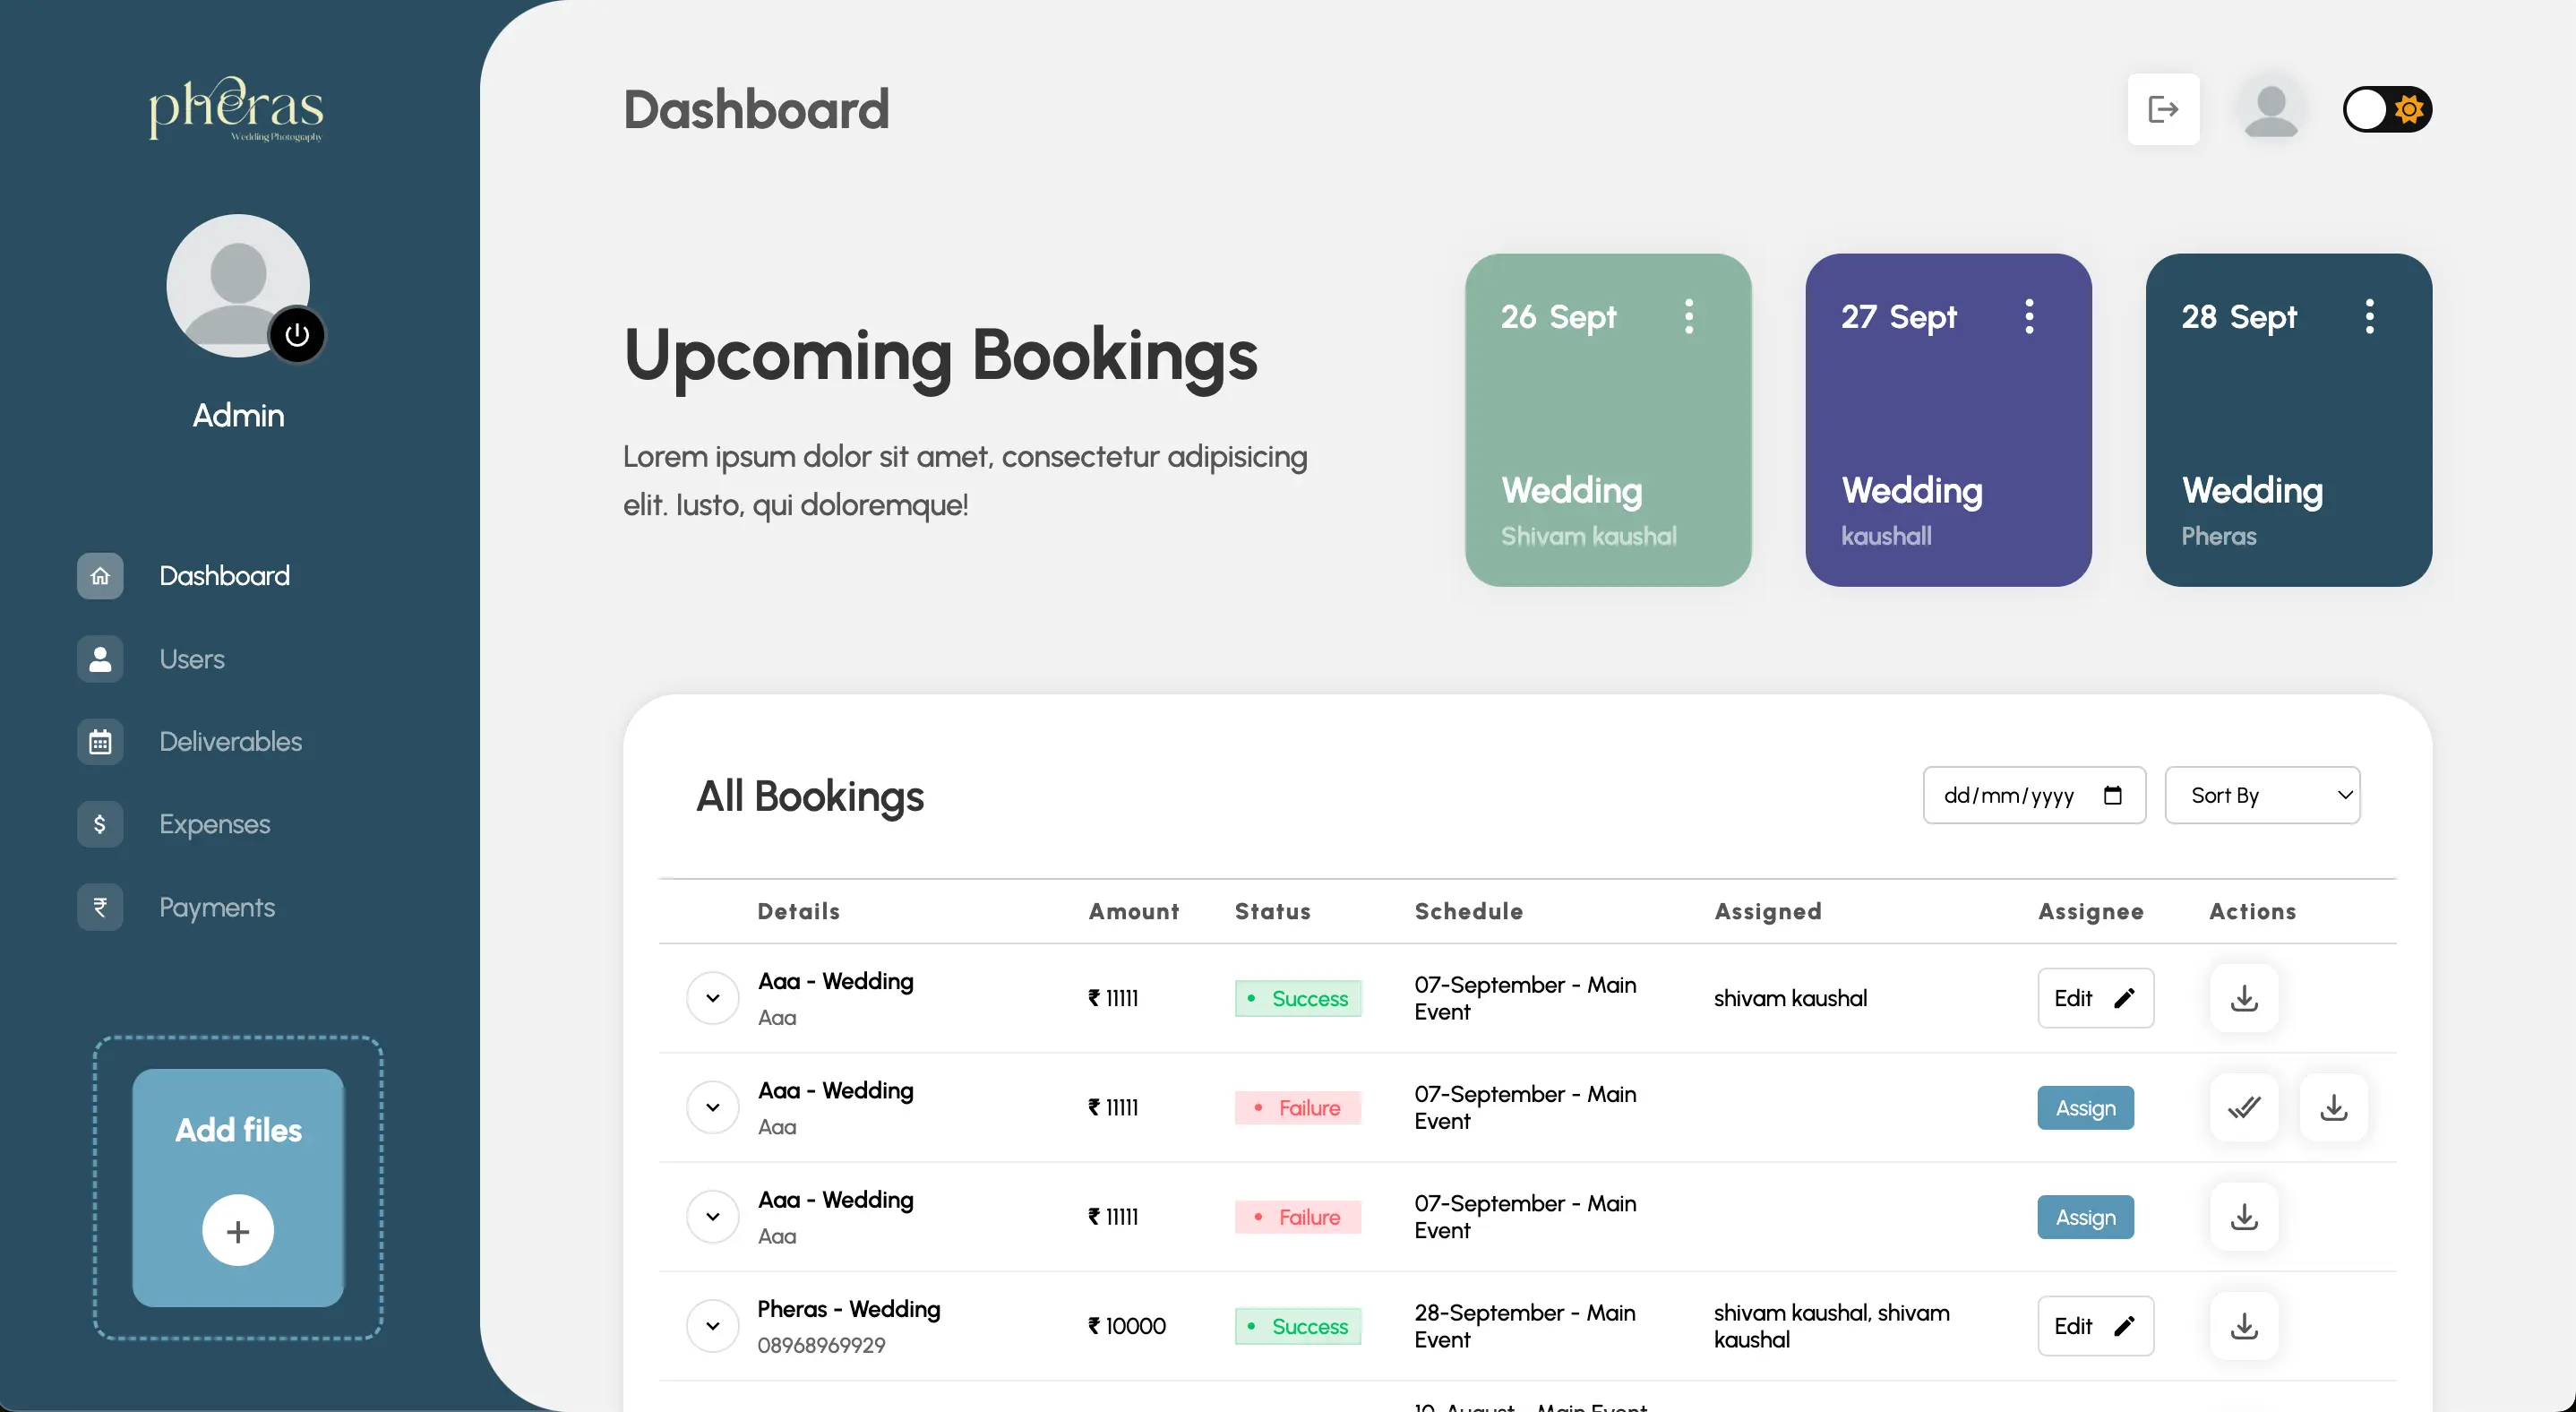 pheras
Wedding Photography
Admin
Dashboard
Users
Deliverables
Expenses
Payments
Add files
Dashboard
Upcoming Bookings
Lorem ipsum dolor sit amet, consectetur adipisicing
elit. Iusto, qui doloremque!
26 Sept
Wedding
Shivam kaushal
27 Sept
Wedding
kaushall
28 Sept
Wedding
Pheras
All Bookings
dd/mm/yyyy
Sort By
Details Amount Status Schedule Assigned Assignee Actions
Aaa - Wedding
Aaa
₹ 11111
Success
07-September - Main
Event
shivam kaushal
Edit
Aaa - Wedding
Aaa
₹ 11111
Failure
07-September - Main
Event
Assign
Aaa - Wedding
Aaa
₹ 11111
Failure
07-September - Main
Event
Assign
Pheras - Wedding
08968969929
₹ 10000
Success
28-September - Main
Event
shivam kaushal, shivam
kaushal
Edit
10-August - Main Event